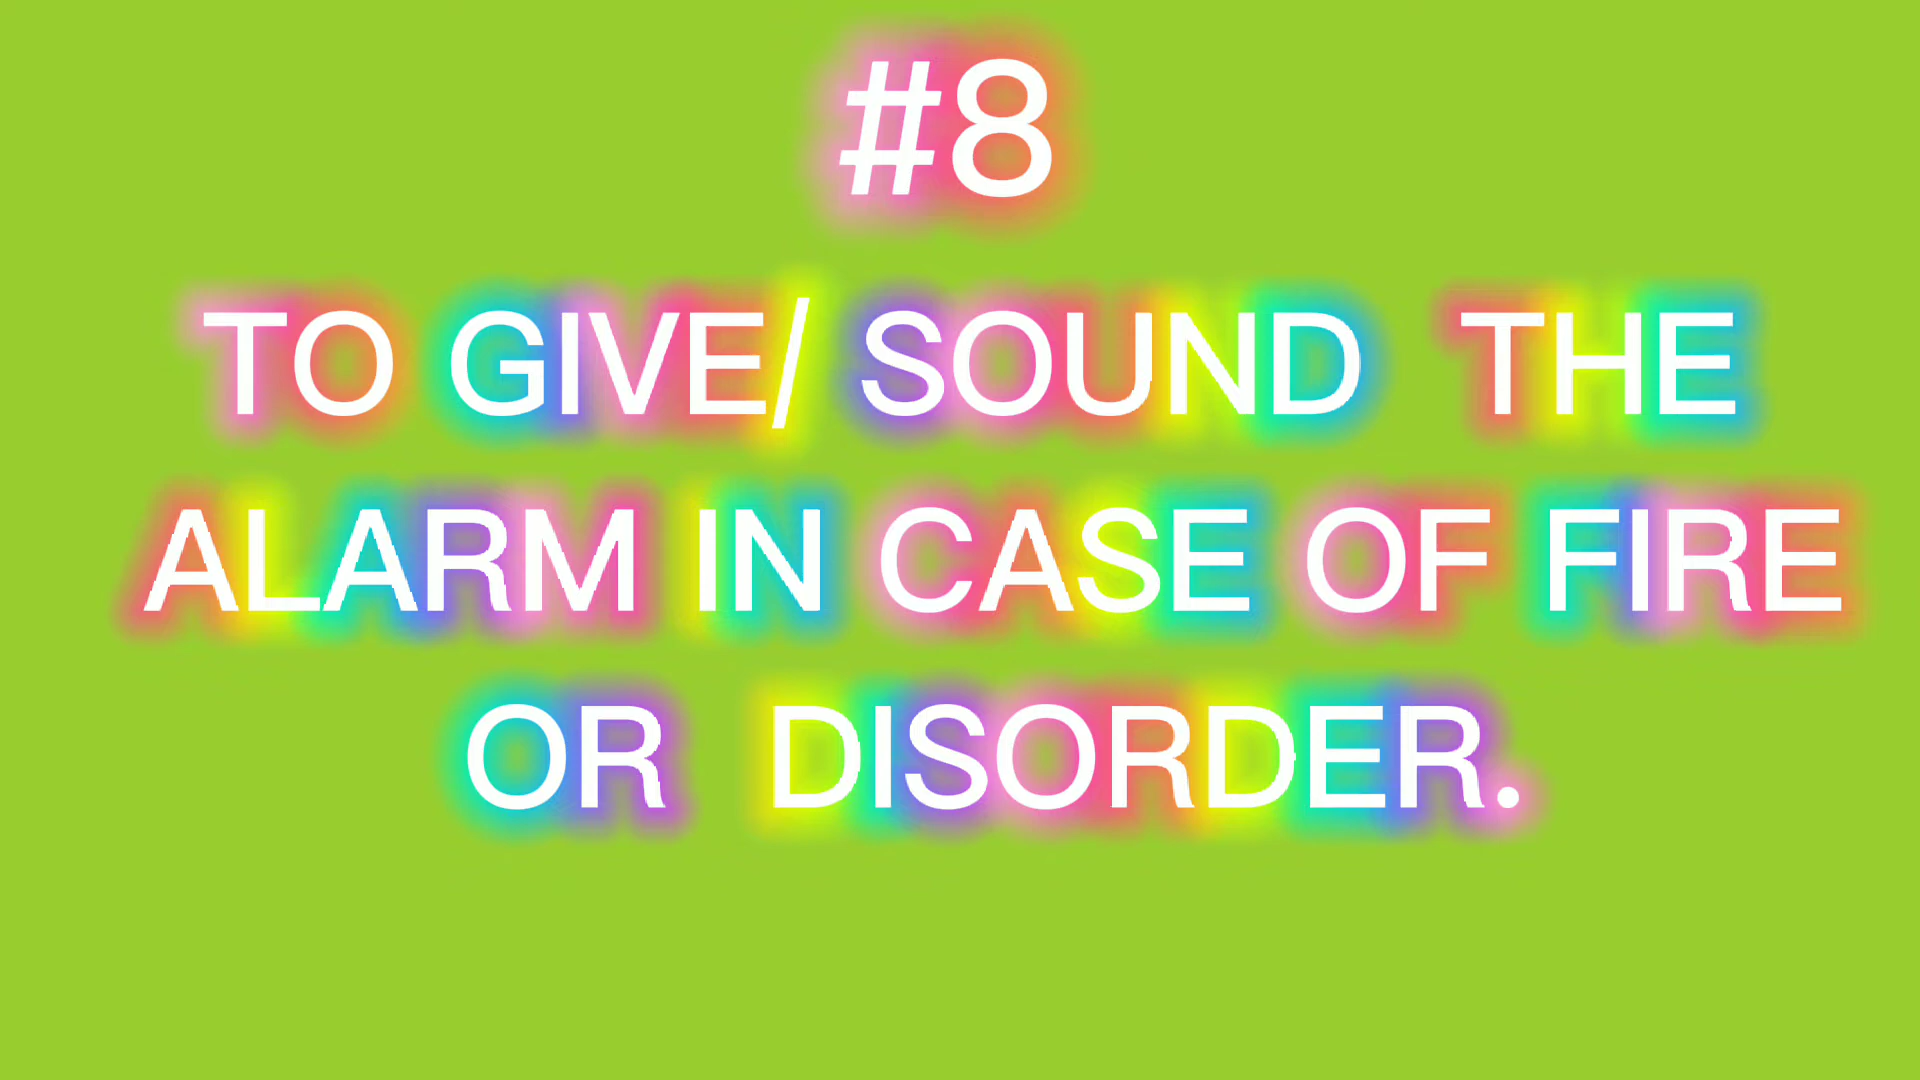 #8
TO GIVE/ SOUND THE
ALARM IN CASE OF FIRE
OR DISORDER.